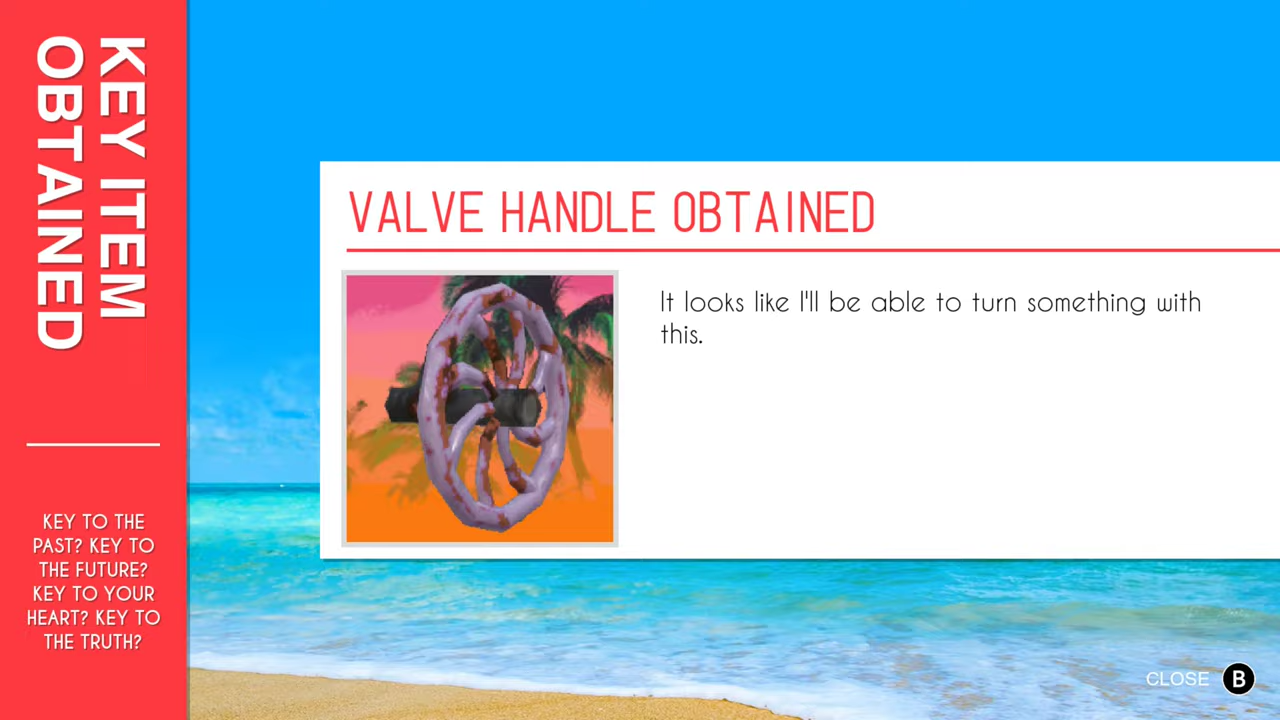 KEY ITEM
OBTAINED
KEY TO THE
PAST? KEY TO
THE FUTURE?
KEY TO YOUR
HEART? KEY TO
THE TRUTH?
VALVE HANDLE OBTAINED
It looks like I'll be able to turn something with
this.
CLOSE B